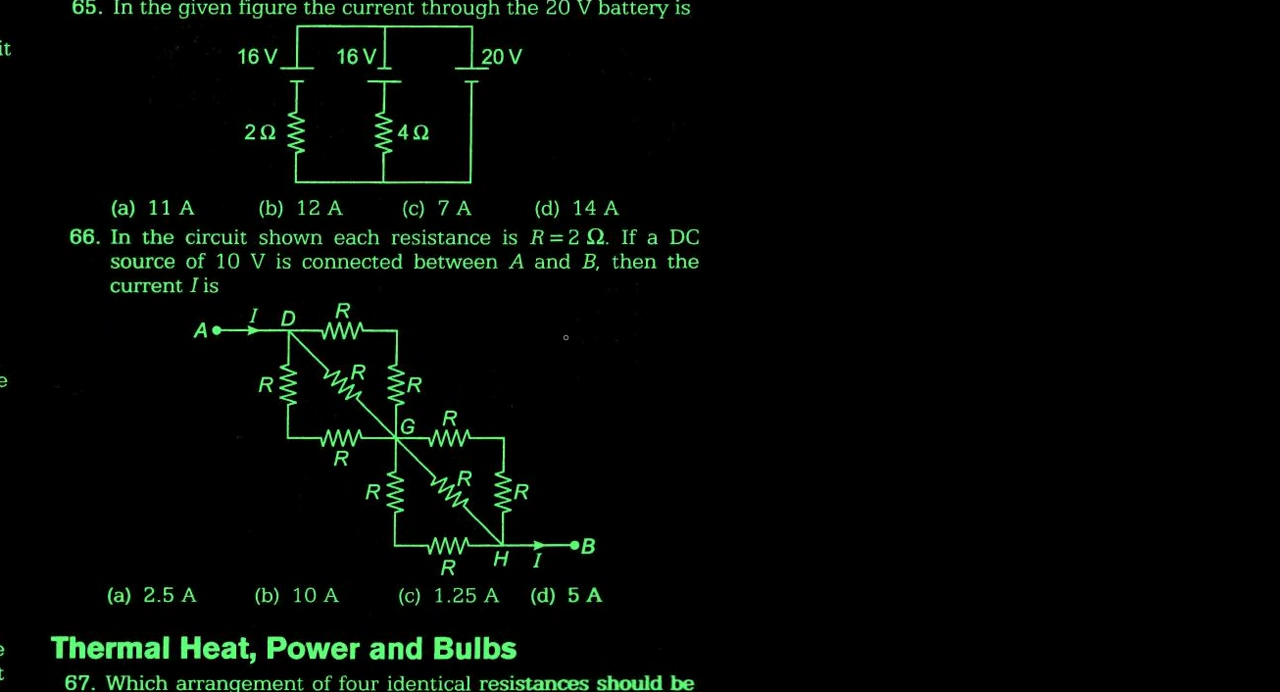 65. In the given figure the current through the 20 V battery is
it
16 V 16 V 20 V
2 Ω 4 Ω
(a) 11 A (b) 12 A (c) 7 A (d) 14 A
66. In the circuit shown each resistance is R = 2 Ω. If a DC
source of 10 V is connected between A and B, then the
current I is
A I D R
e
R R R
G R
R
R R R
H I B
R
(a) 2.5 A (b) 10 A (c) 1.25 A (d) 5 A
e
Thermal Heat, Power and Bulbs
t
67. Which arrangement of four identical resistances should be